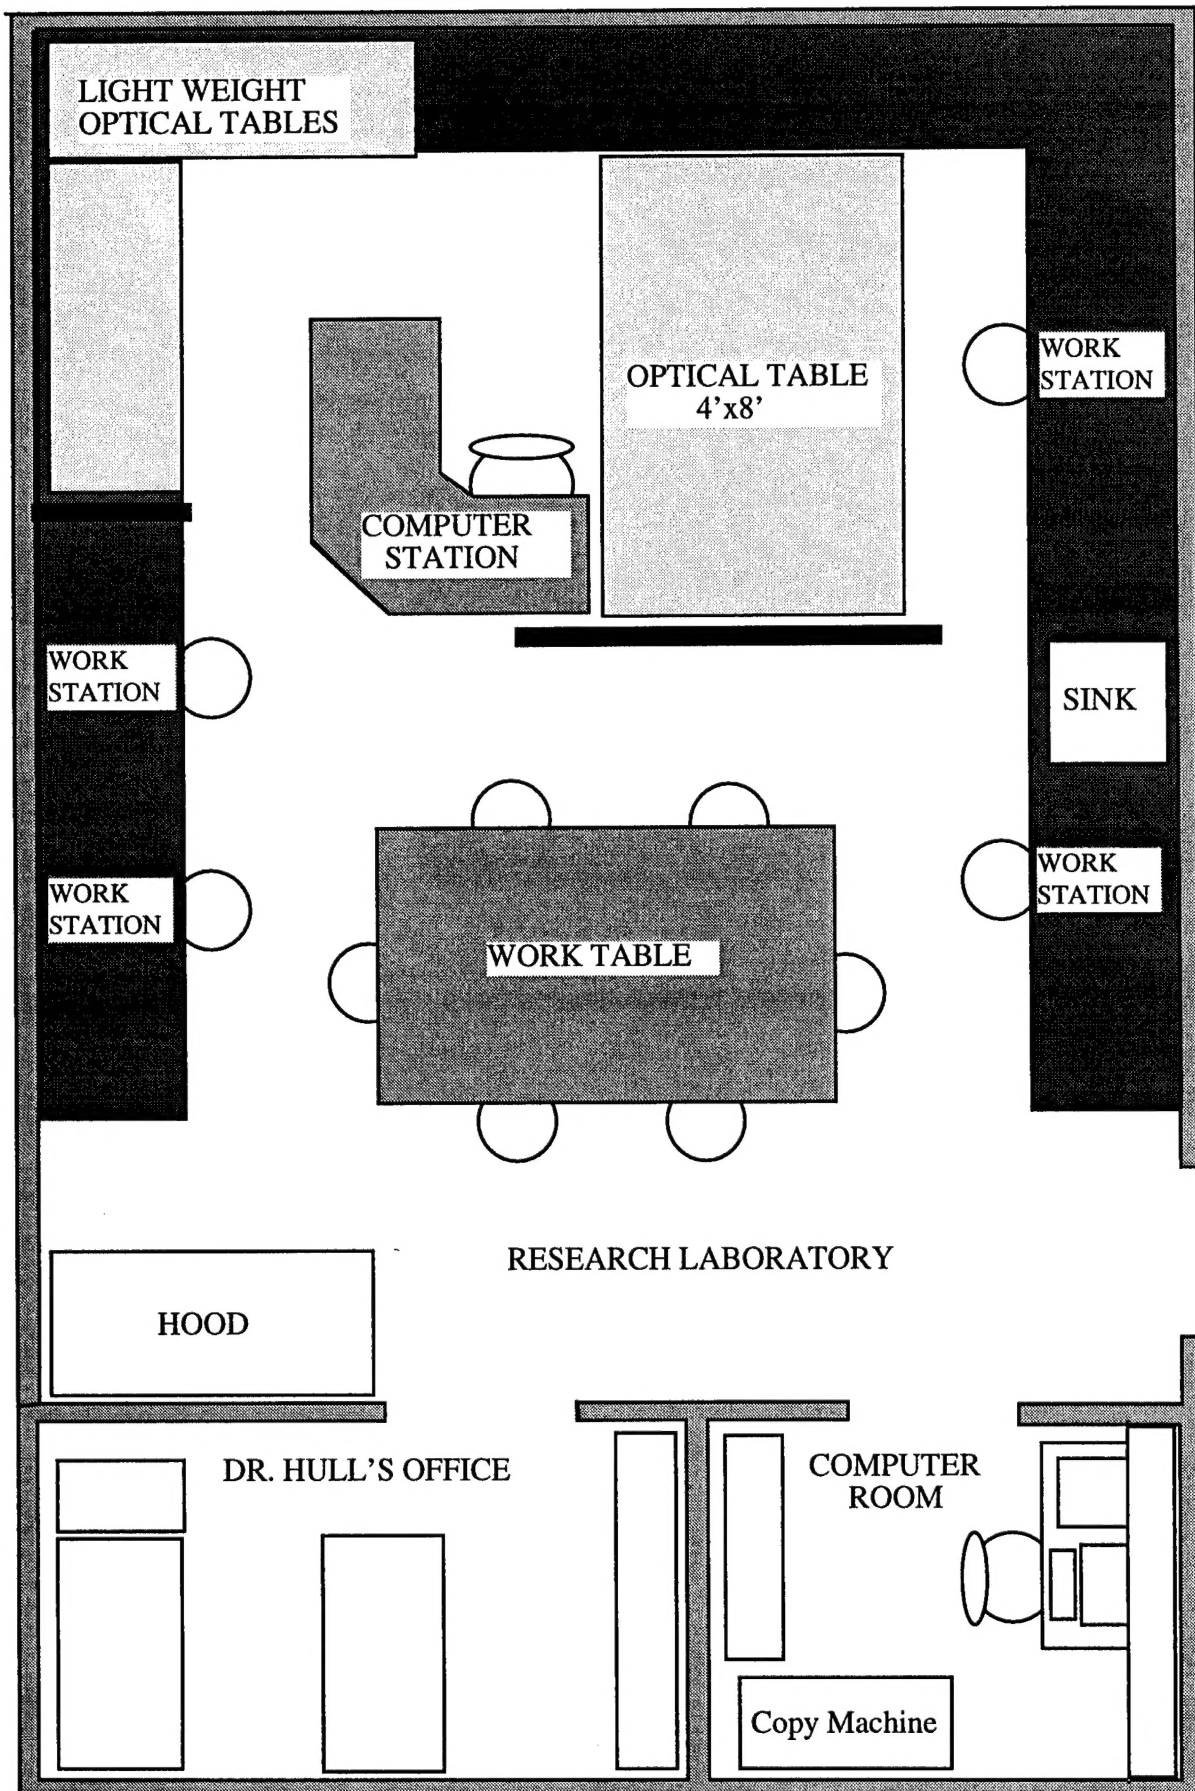 LIGHT WEIGHT
OPTICAL TABLES
OPTICAL TABLE
4'x8'
WORK
STATION
COMPUTER
STATION
WORK
STATION
SINK
WORK
STATION
WORK
STATION
WORK TABLE
RESEARCH LABORATORY
HOOD
DR. HULL'S OFFICE
COMPUTER
ROOM
Copy Machine